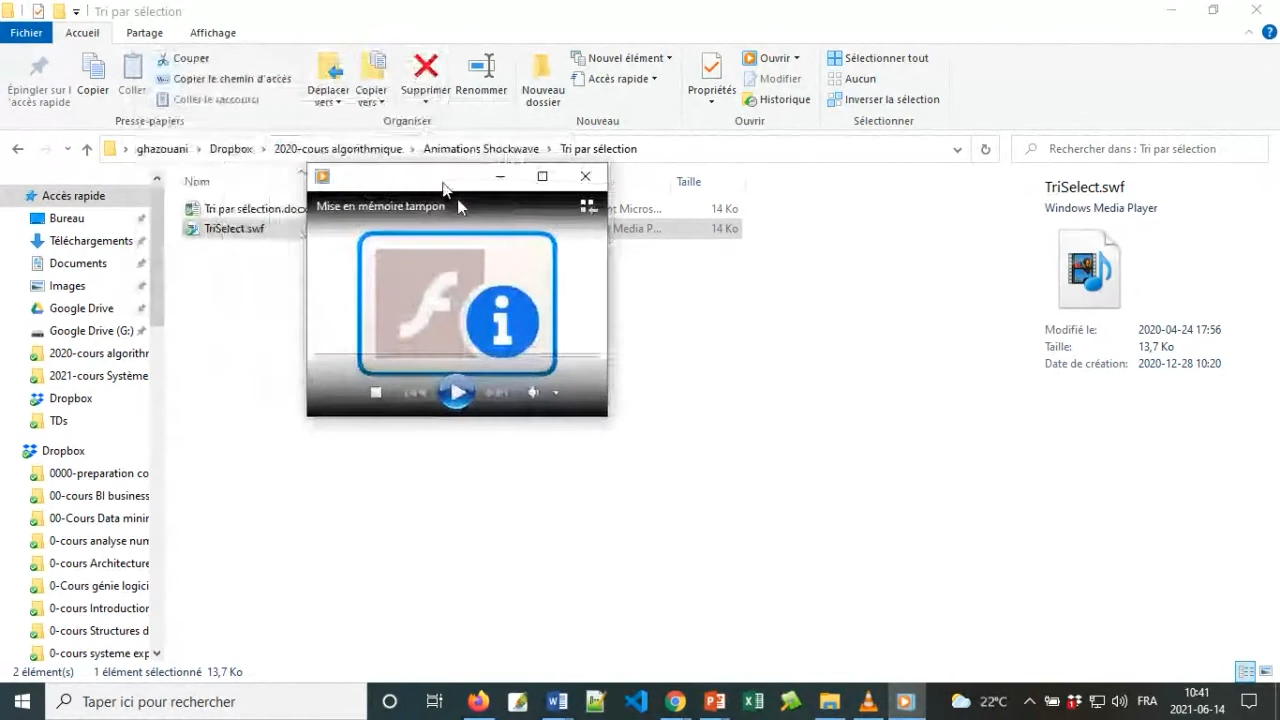 Tri par sélection
Fichier Accueil Partage Affichage
Épingler sur l'accès rapide
Copier
Coller
Couper
Copier le chemin d'accès
Coller le raccourci
Déplacer vers
Copier vers
Supprimer
Renommer
Nouveau dossier
Nouvel élément
Accès rapide
Propriétés
Ouvrir
Modifier
Historique
Sélectionner tout
Aucun
Inverser la sélection
Presse-papiers Organiser Nouveau Ouvrir Sélectionner
ghazouani > Dropbox > 2020-cours algorithmique > Animations Shockwave > Tri par sélection
Rechercher dans : Tri par sélection
Nom Taille
Tri par sélection.docx Micros... 14 Ko
TriSelect.swf Media P... 14 Ko
Mise en mémoire tampon
Accès rapide
Bureau
Téléchargements
Documents
Images
Google Drive
Google Drive (G:)
2020-cours algorithr
2021-cours Système
Dropbox
TDs
Dropbox
0000-preparation co
00-cours BI business
00-Cours Data minir
0-cours analyse num
0-cours Architecture
0-Cours génie logici
0-cours Introduction
0-cours Structures d
0-cours systeme exp
TriSelect.swf
Windows Media Player
Modifié le: 2020-04-24 17:56
Taille: 13,7 Ko
Date de création: 2020-12-28 10:20
2 élément(s) 1 élément sélectionné 13,7 Ko
Taper ici pour rechercher
22°C
FRA
10:41
2021-06-14